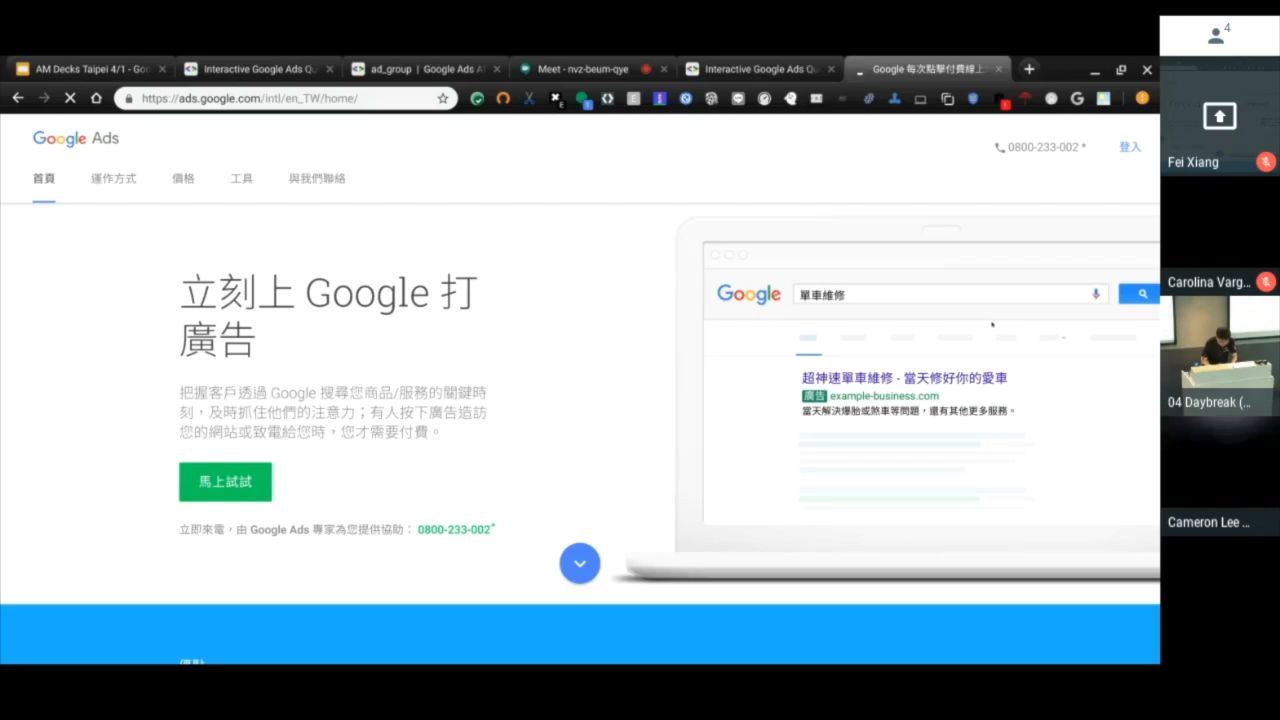 4
AM Decks Taipei 4/1 - Go
Interactive Google Ads Qu
ad_group | Google Ads A
Meet - nvz-beum-qye
Interactive Google Ads Qu
Google 每次點擊付費線上
https://ads.google.com/intl/en_TW/home/
Google Ads
0800-233-002 *
登入
首頁
運作方式
價格
工具
與我們聯絡
立刻上 Google 打
廣告
把握客戶透過 Google 搜尋您商品/服務的關鍵時
刻，及時抓住他們的注意力；有人按下廣告造訪
您的網站或致電給您時，您才需要付費。
馬上試試
立即來電，由 Google Ads 專家為您提供協助： 0800-233-002*
Google
單車維修
超神速單車維修 - 當天修好你的愛車
廣告 example-business.com
當天解決爆胎或煞車等問題，還有其他更多服務。
Fei Xiang
Carolina Varg...
04 Daybreak (...
Cameron Lee ...